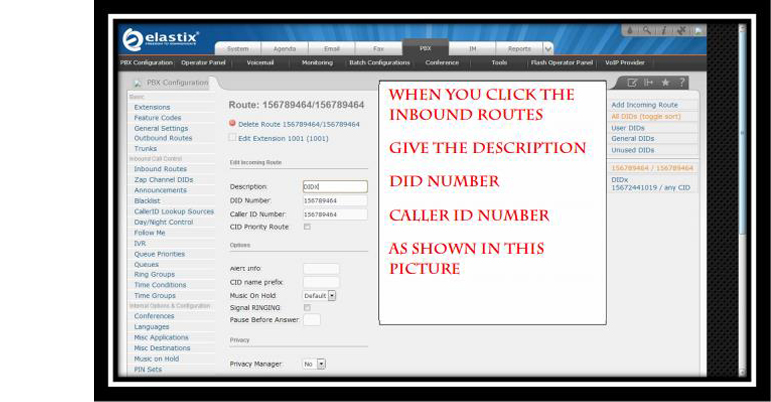 elastix®
FREEDOM TO COMMUNICATE
System Agenda Email Fax PBX IM Reports
PBX Configuration Operator Panel Voicemail Monitoring Batch Configurations Conference Tools Flash Operator Panel VoIP Provider
PBX Configuration
Basic
Extensions
Feature Codes
General Settings
Outbound Routes
Trunks
Inbound Call Control
Inbound Routes
Zap Channel DIDs
Announcements
Blacklist
CallerID Lookup Sources
Day/Night Control
Follow Me
IVR
Queue Priorities
Queues
Ring Groups
Time Conditions
Time Groups
Internal Options & Configuration
Conferences
Languages
Misc Applications
Misc Destinations
Music on Hold
PIN Sets
Route: 156789464/156789464
Delete Route 156789464/156789464
Edit Extension 1001 (1001)
Edit Incoming Route
Description: DIDx
DID Number: 156789464
Caller ID Number: 156789464
CID Priority Route:
Options
Alert Info:
CID name prefix:
Music On Hold: Default
Signal RINGING:
Pause Before Answer:
Privacy
Privacy Manager: No
WHEN YOU CLICK THE
INBOUND ROUTES
GIVE THE DESCRIPTION
DID NUMBER
CALLER ID NUMBER
AS SHOWN IN THIS
PICTURE
Add Incoming Route
All DIDs (toggle sort)
User DIDs
General DIDs
Unused DIDs
156789464 / 156789464
DIDx
15672441019 / any CID